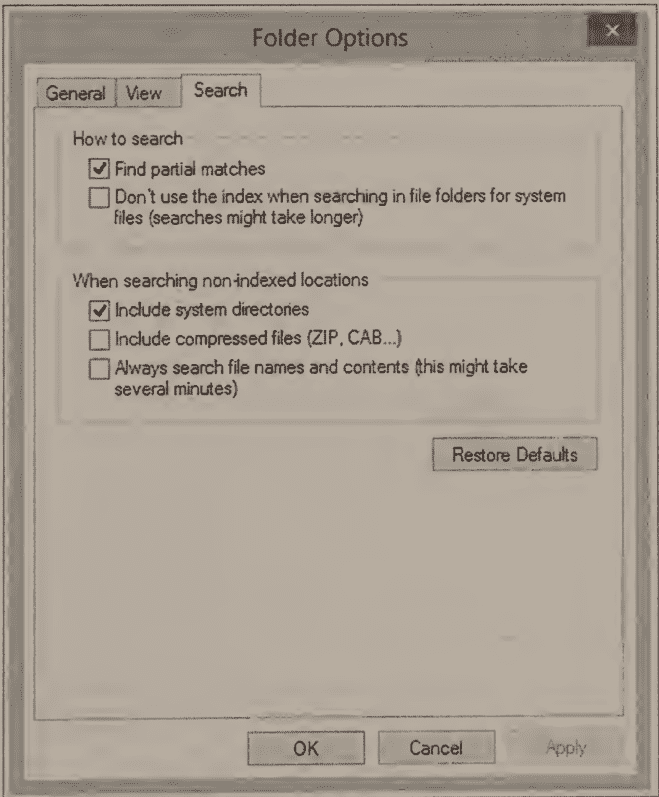 Folder Options
General View Search
How to search
Find partial matches
Don't use the index when searching in file folders for system
files (searches might take longer)
When searching non-indexed locations
Include system directories
Include compressed files (ZIP, CAB...)
Always search file names and contents (this might take
several minutes)
Restore Defaults
OK Cancel Apply